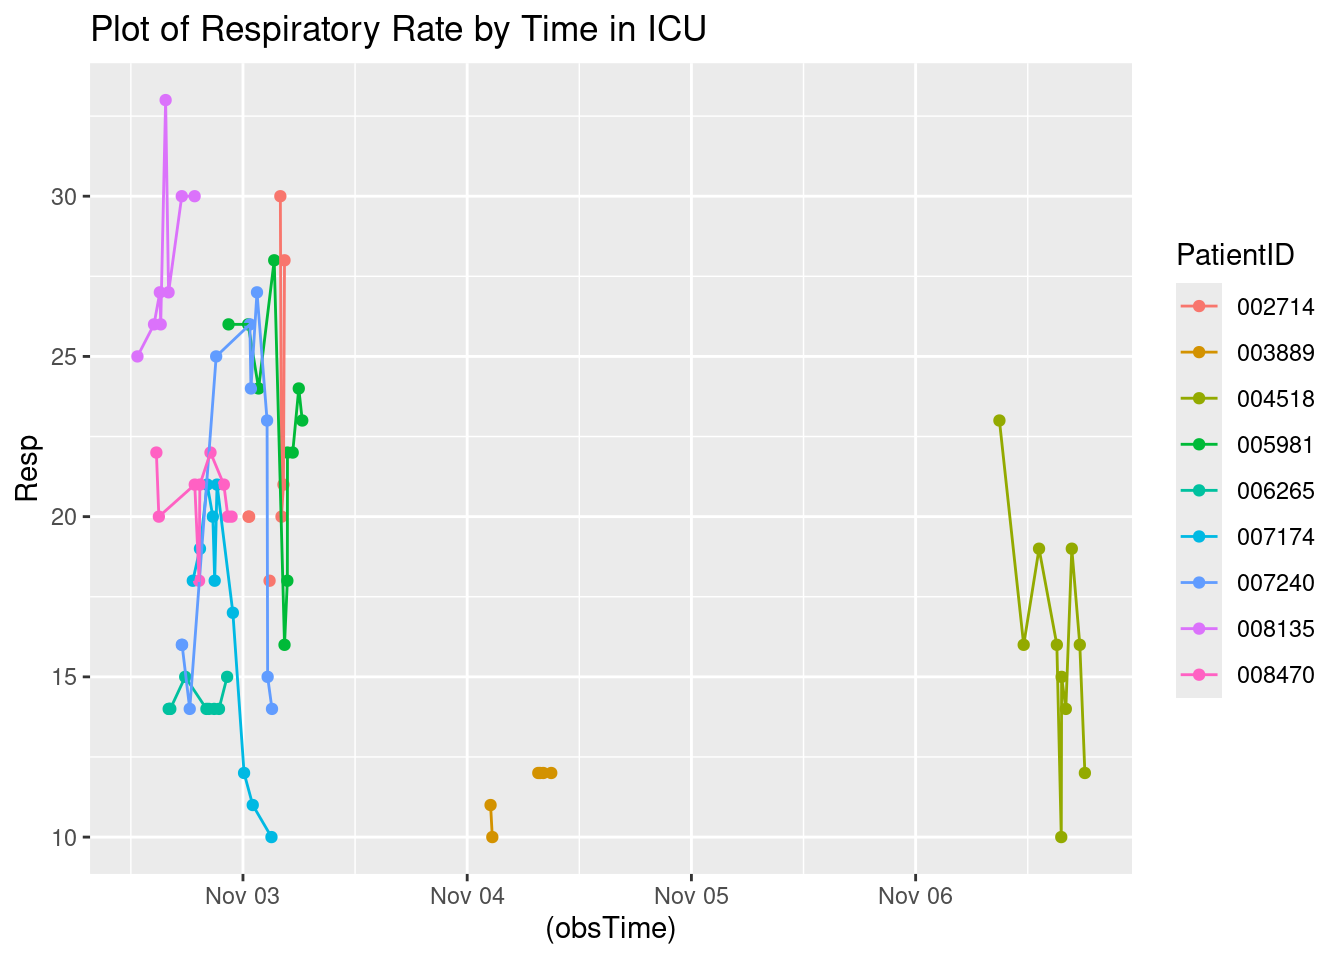 Plot of Respiratory Rate by Time in ICU
Resp
30
25
20
15
10
Nov 03
Nov 04
Nov 05
Nov 06
(obsTime)
PatientID
002714
003889
004518
005981
006265
007174
007240
008135
008470